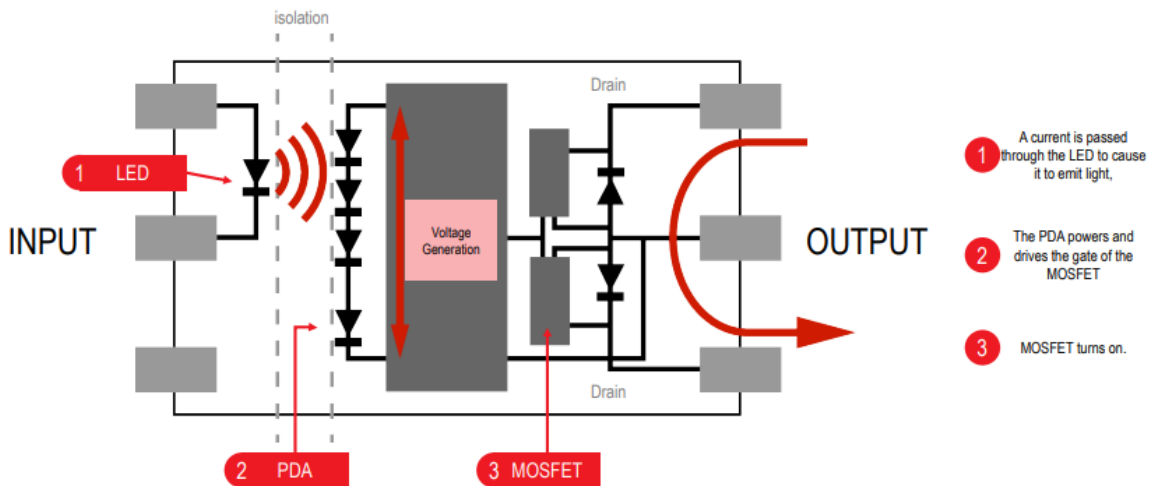 isolation
Drain
1 LED
INPUT
Voltage
Generation
OUTPUT
Drain
2 PDA
3 MOSFET
1
A current is passed
through the LED to cause
it to emit light,
2
The PDA powers and
drives the gate of the
MOSFET
3
MOSFET turns on.